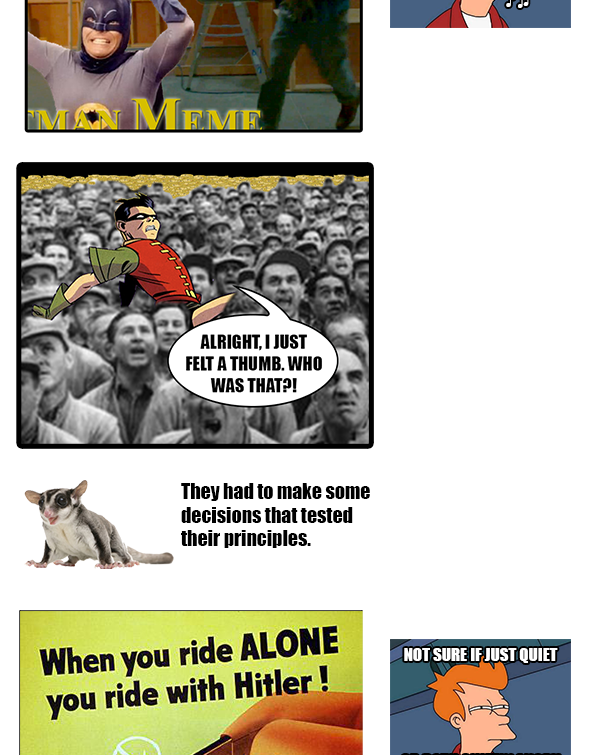 MEME
ALRIGHT, I JUST
FELT A THUMB. WHO
WAS THAT?!
They had to make some
decisions that tested
their principles.
When you ride ALONE
you ride with Hitler !
NOT SURE IF JUST QUIET